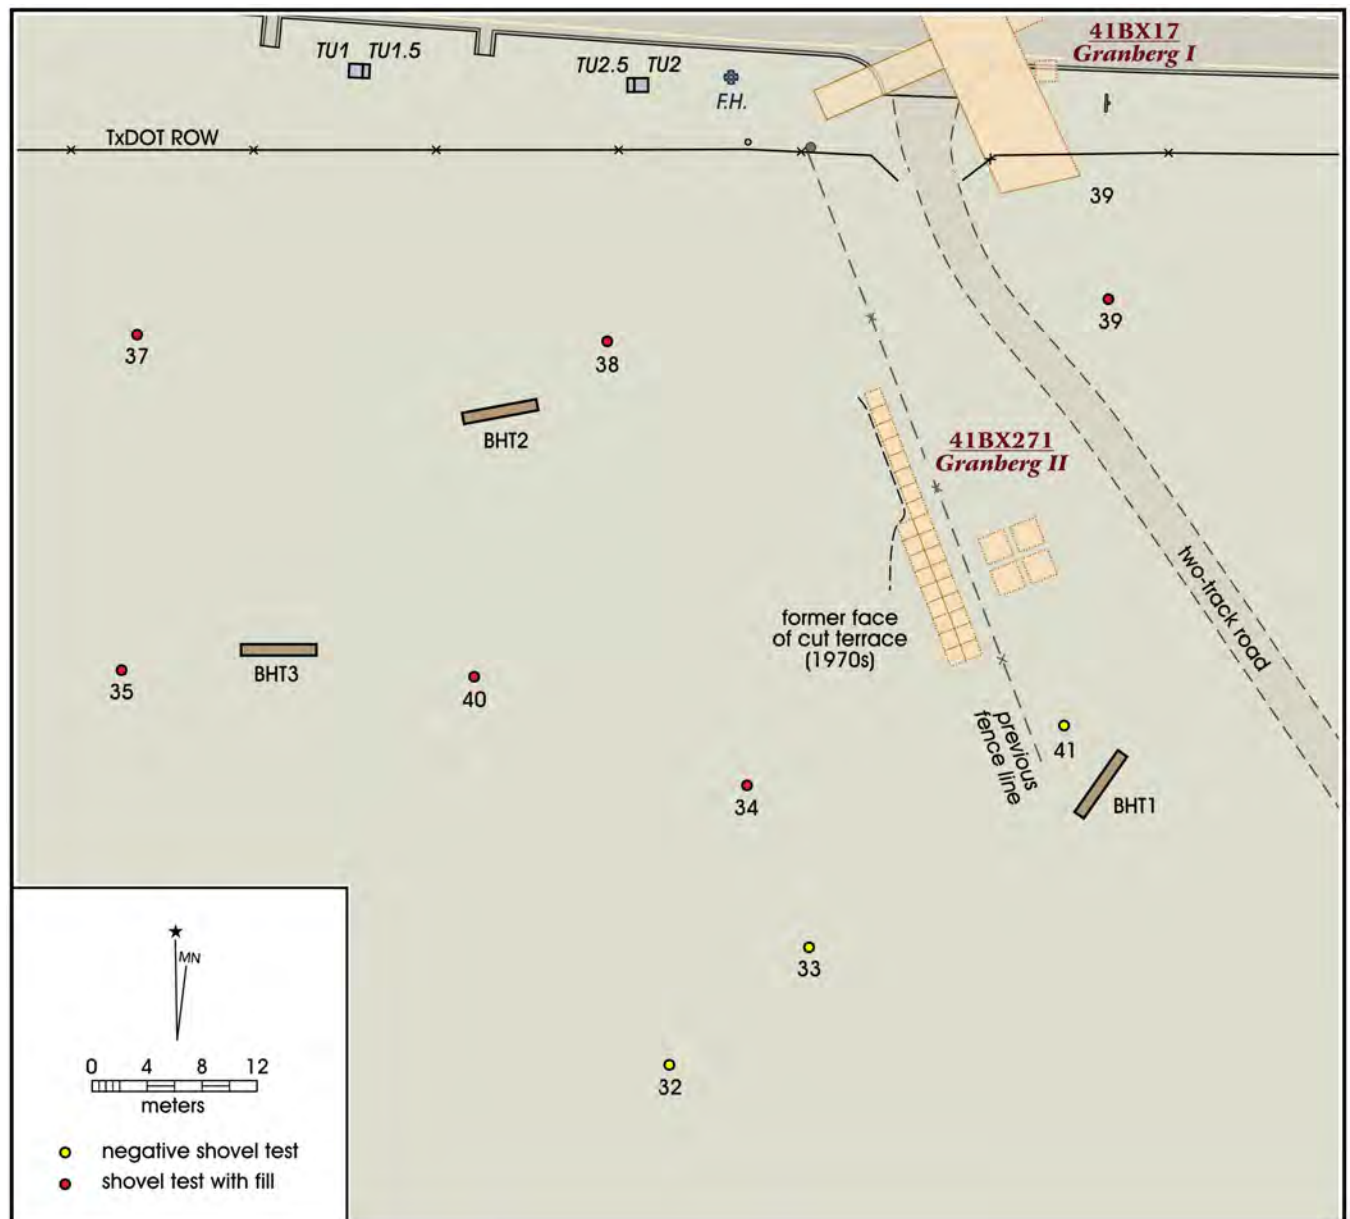 41BX17
Granberg I
TU1 TU1.5
TU2.5 TU2
F.H.
TxDOT ROW
39
39
37
38
BHT2
41BX271
Granberg II
two-track road
former face
of cut terrace
(1970s)
BHT3
35
40
previous
fence line
41
34
BHT1
33
32
MN
0 4 8 12
meters
negative shovel test
shovel test with fill